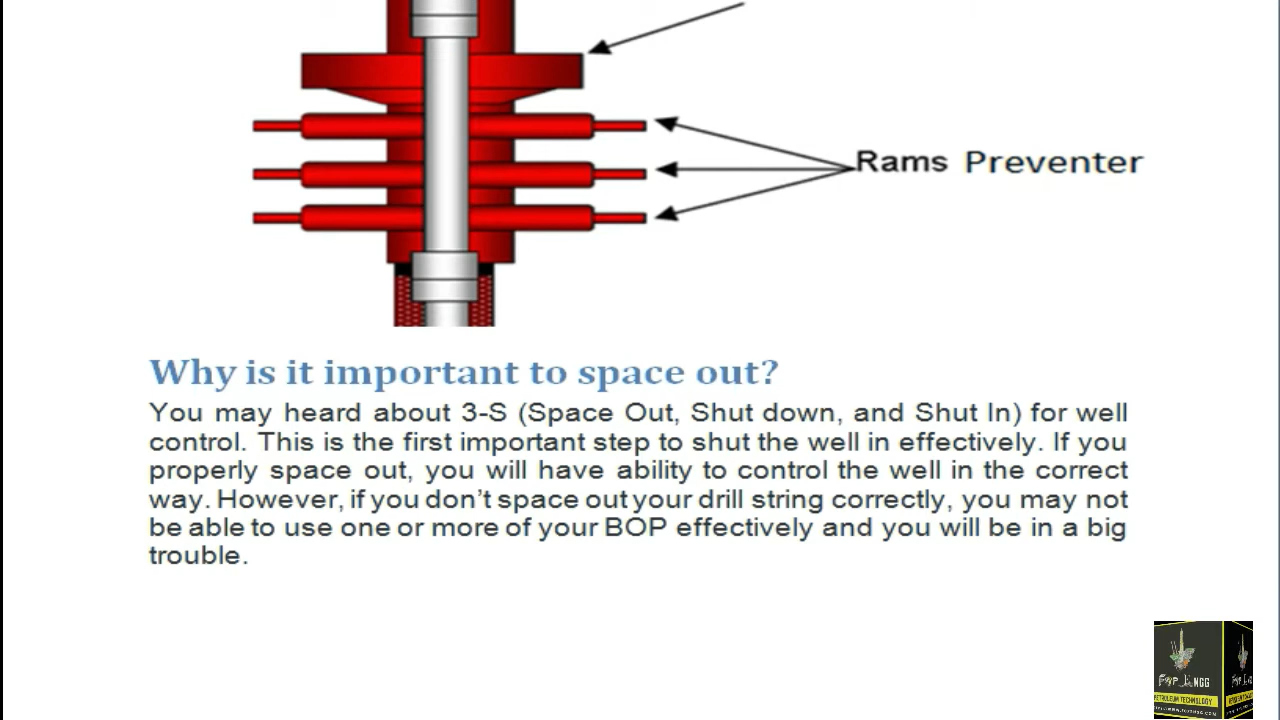 Rams Preventer
Why is it important to space out?
You may heard about 3-S (Space Out, Shut down, and Shut In) for well
control. This is the first important step to shut the well in effectively. If you
properly space out, you will have ability to control the well in the correct
way. However, if you don't space out your drill string correctly, you may not
be able to use one or more of your BOP effectively and you will be in a big
trouble.
PETROLEUM TECHNOLOGY